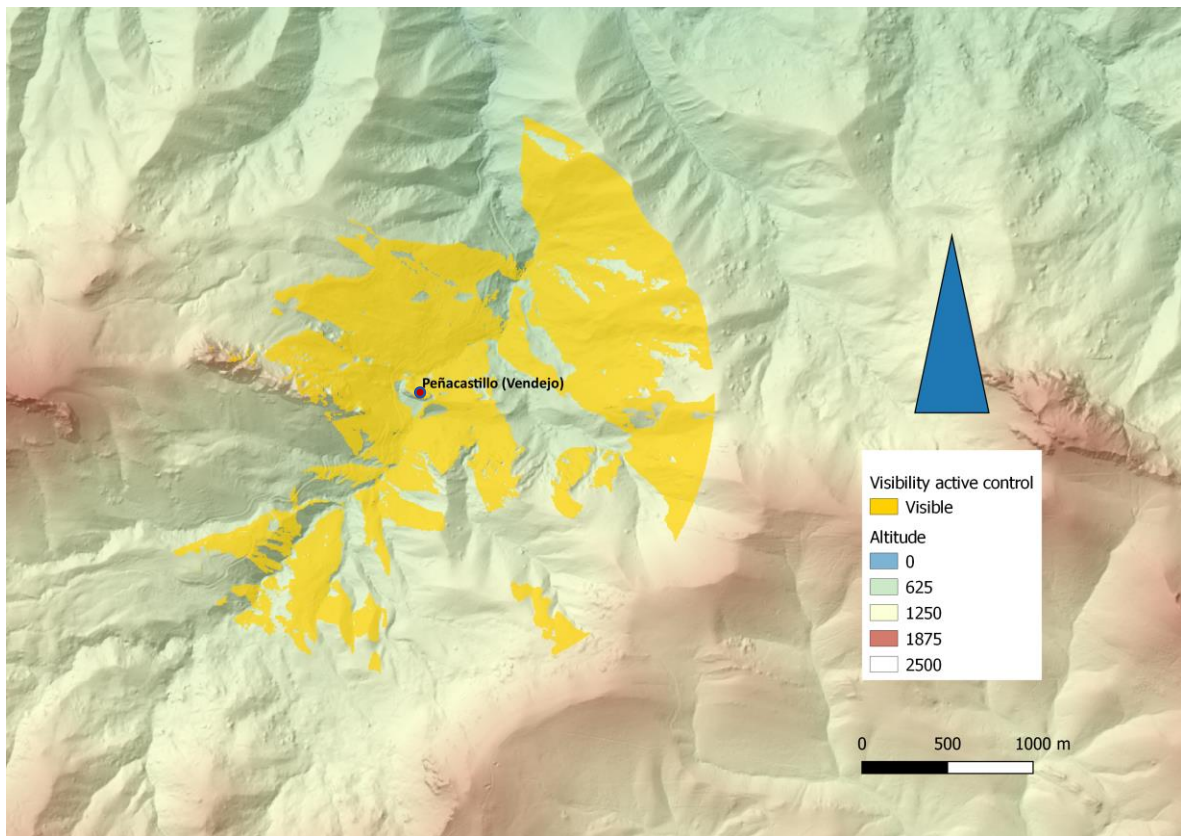 Peñacastillo (Vendejo)
Visibility active control
Visible
Altitude
0
625
1250
1875
2500
0 500 1000 m